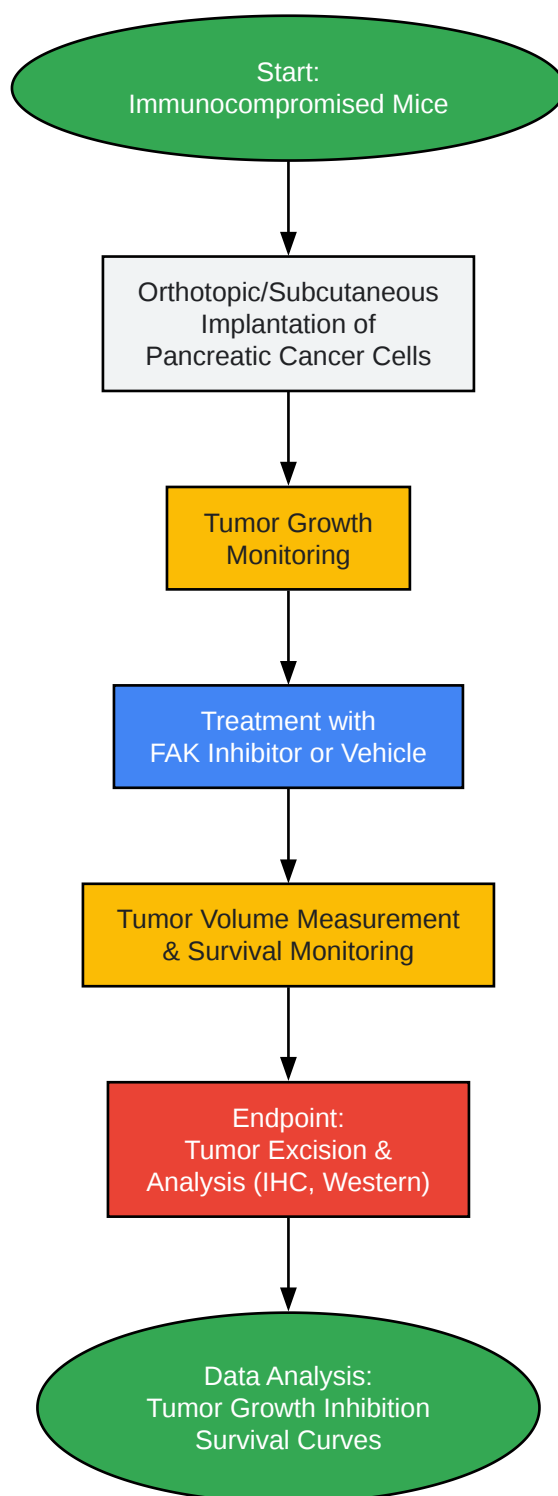 Start:
Immunocompromised Mice
Orthotopic/Subcutaneous
Implantation of
Pancreatic Cancer Cells
Tumor Growth
Monitoring
Treatment with
FAK Inhibitor or Vehicle
Tumor Volume Measurement
& Survival Monitoring
Endpoint:
Tumor Excision &
Analysis (IHC, Western)
Data Analysis:
Tumor Growth Inhibition
Survival Curves